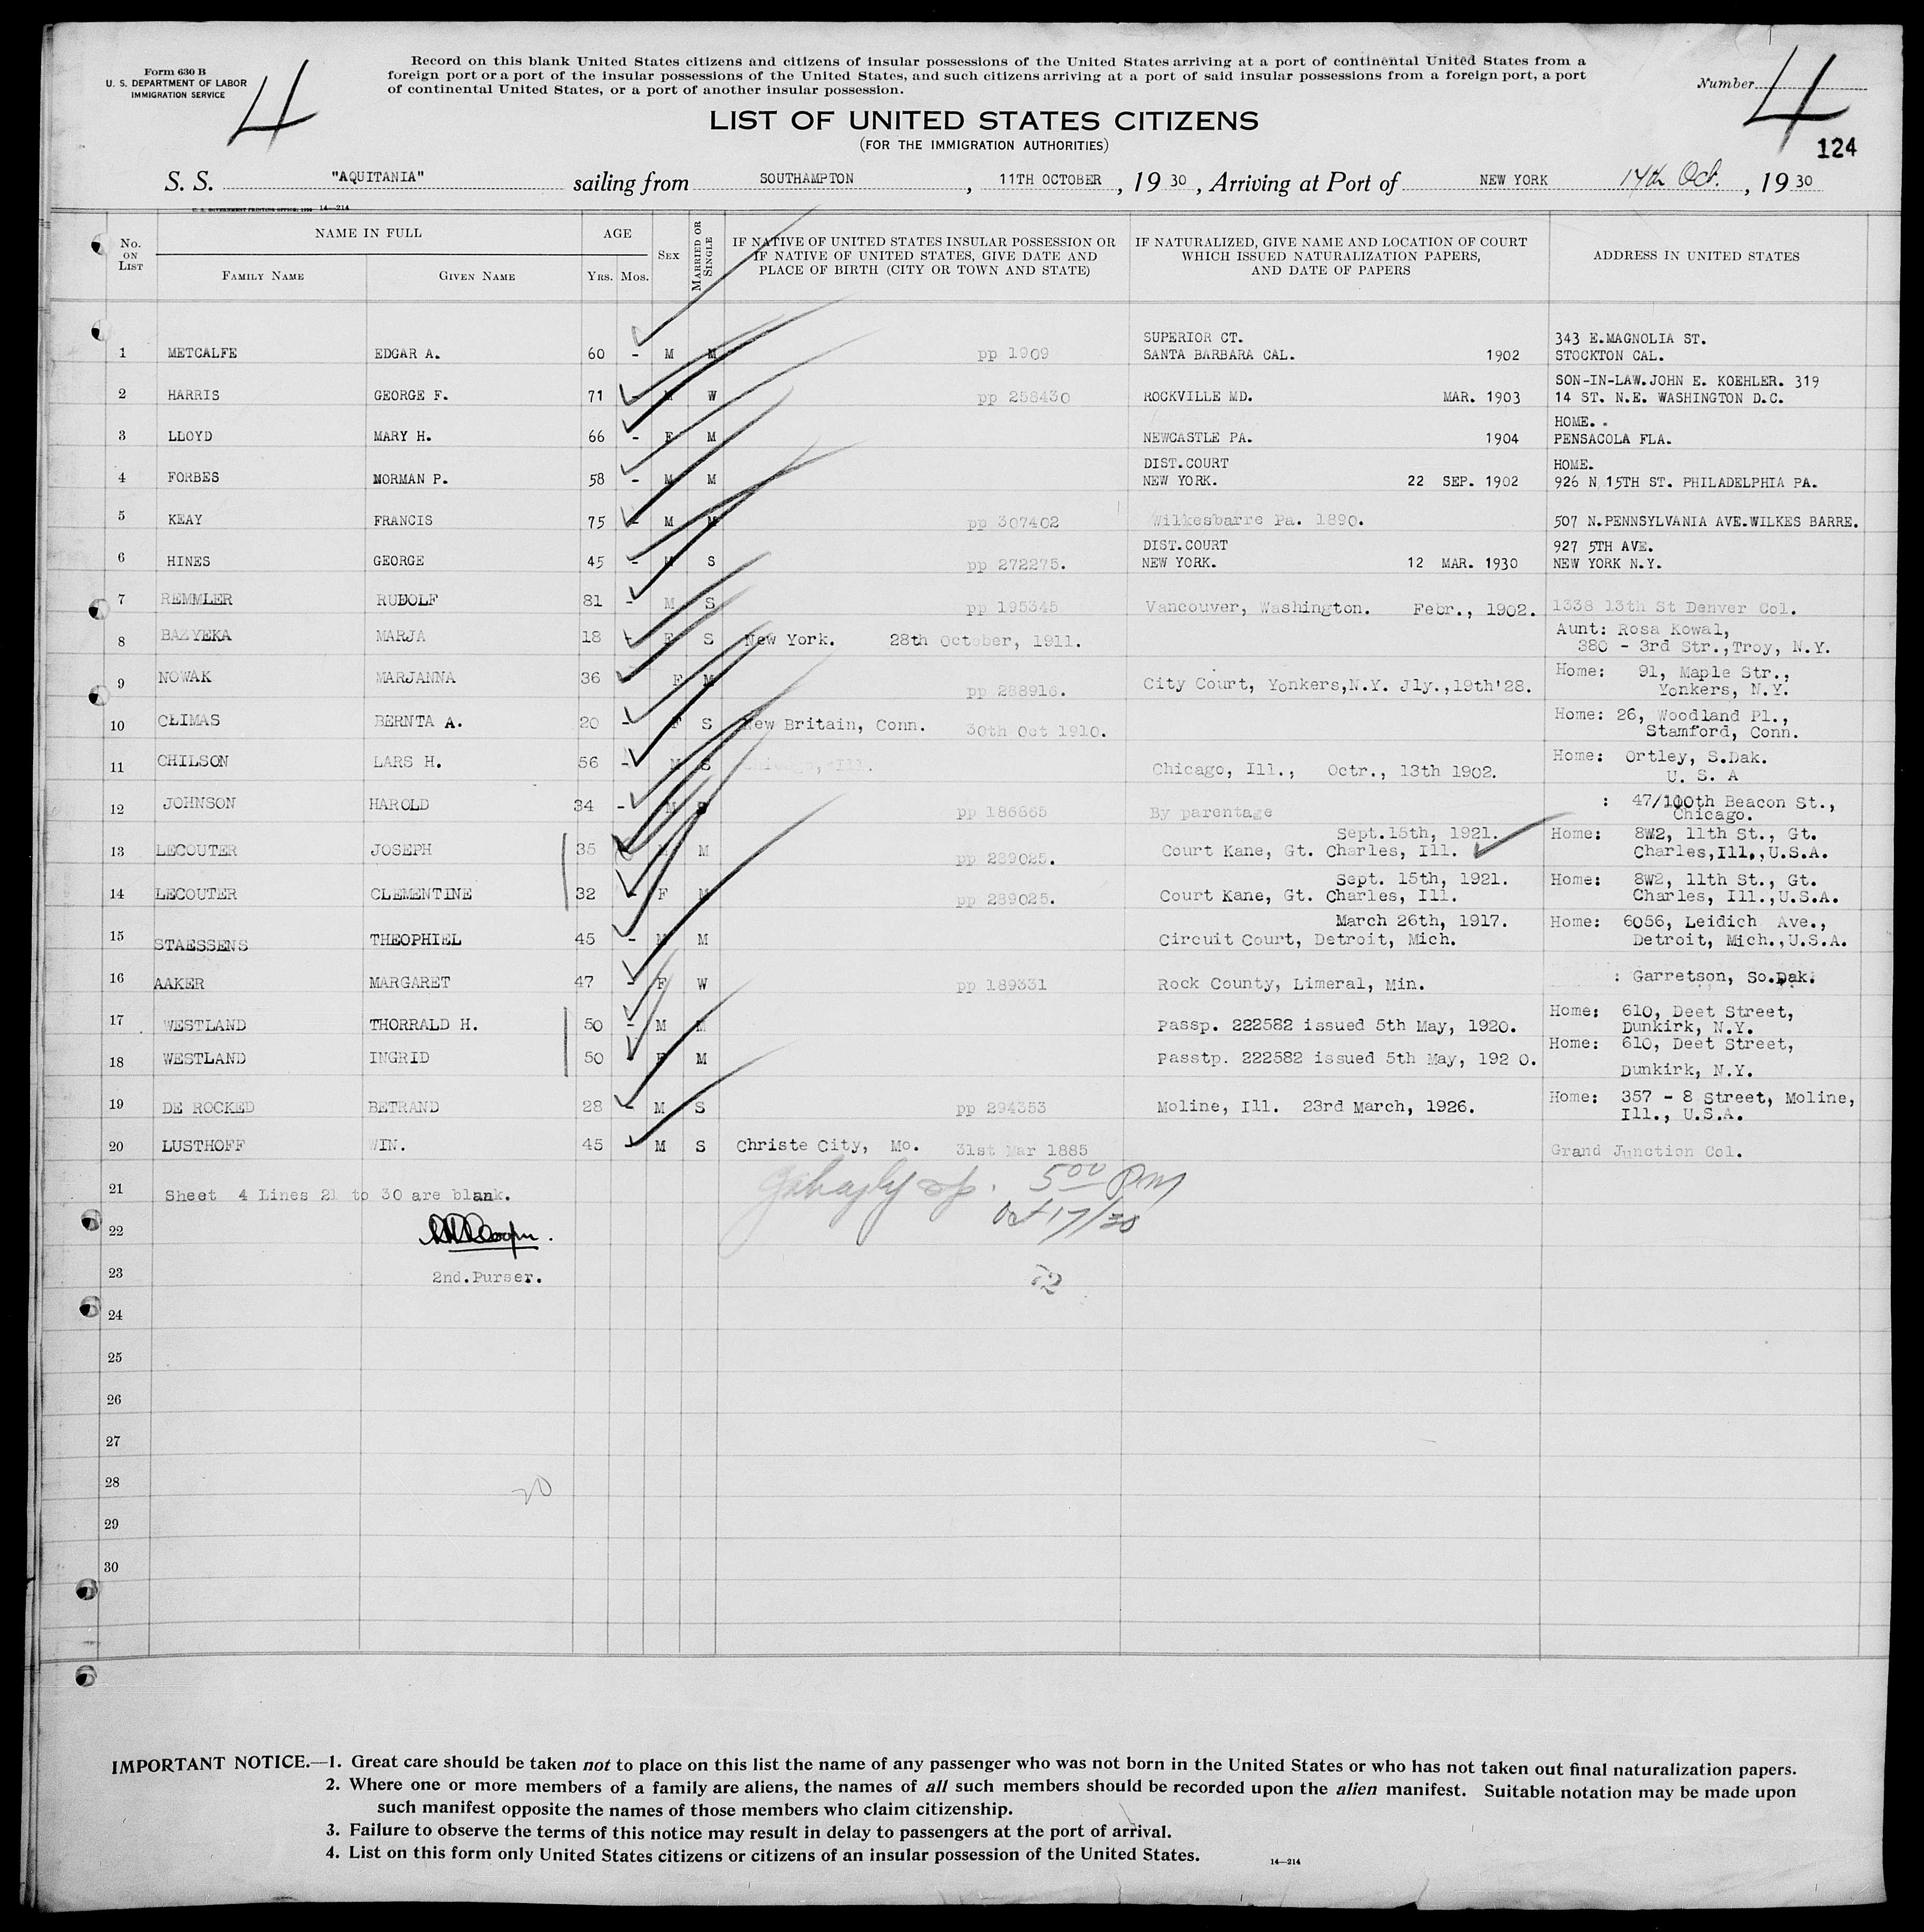 Form 630 B
U. S. DEPARTMENT OF LABOR
IMMIGRATION SERVICE
4
Record on this blank United States citizens and citizens of insular possessions of the United States arriving at a port of continental United States from a
foreign port or a port of the insular possessions of the United States, and such citizens arriving at a port of said insular possessions from a foreign port, a port
of continental United States, or a port of another insular possession.
Number 4
124
LIST OF UNITED STATES CITIZENS
(FOR THE IMMIGRATION AUTHORITIES)
S. S. "AQUITANIA" sailing from SOUTHAMPTON , 11TH OCTOBER , 19 30 , Arriving at Port of NEW YORK 17th Oct. , 19 30
U. S. GOVERNMENT PRINTING OFFICE: 14—214
No. ON LIST
NAME IN FULL
FAMILY NAME
GIVEN NAME
AGE
YRS. MOS.
SEX
MARRIED OR SINGLE
IF NATIVE OF UNITED STATES INSULAR POSSESSION OR
IF NATIVE OF UNITED STATES, GIVE DATE AND
PLACE OF BIRTH (CITY OR TOWN AND STATE)
IF NATURALIZED, GIVE NAME AND LOCATION OF COURT
WHICH ISSUED NATURALIZATION PAPERS,
AND DATE OF PAPERS
ADDRESS IN UNITED STATES
SUPERIOR CT. 343 E.MAGNOLIA ST.
1 METCALFE EDGAR A. 60 - M M pp 1909 SANTA BARBARA CAL. 1902 STOCKTON CAL.
SON-IN-LAW.JOHN E. KOEHLER. 319
2 HARRIS GEORGE F. 71 M W pp 258430 ROCKVILLE MD. MAR. 1903 14 ST. N.E. WASHINGTON D.C.
HOME.
3 LLOYD MARY H. 66 - F M NEWCASTLE PA. 1904 PENSACOLA FLA.
DIST.COURT HOME.
4 FORBES NORMAN P. 58 - M M NEW YORK. 22 SEP. 1902 926 N 15TH ST. PHILADELPHIA PA.
5 KEAY FRANCIS 75 - M M pp 307402 Wilkesbarre Pa. 1890. 507 N.PENNSYLVANIA AVE.WILKES BARRE.
DIST.COURT 927 5TH AVE.
6 HINES GEORGE 45 - M S pp 272275. NEW YORK. 12 MAR. 1930 NEW YORK N.Y.
7 REMMLER RUDOLF 81 - M S pp 195345 Vancouver, Washington. Febr., 1902. 1338 13th St Denver Col.
Aunt: Rosa Kowal,
8 BAZYEKA MARJA 18 - F S New York. 28th October, 1911. 380 - 3rd Str.,Troy, N.Y.
Home: 91, Maple Str.,
9 NOWAK MARJANNA 36 F M pp 288916. City Court, Yonkers,N.Y. Jly.,19th'28. Yonkers, N.Y.
Home: 26, Woodland Pl.,
10 CLIMAS BERNTA A. 20 - F S New Britain, Conn. 30th Oct 1910. Stamford, Conn.
Home: Ortley, S.Dak.
11 CHILSON LARS H. 56 - M S Chicago, Ill. Chicago, Ill., Octr., 13th 1902. U. S. A
: 47/100th Beacon St.,
12 JOHNSON HAROLD 34 - M S pp 186865 By parentage Chicago.
Sept.15th, 1921. Home: 8W2, 11th St., Gt.
13 LECOUTER JOSEPH 35 M M pp 289025. Court Kane, Gt. Charles, Ill. Charles,Ill.,U.S.A.
Sept. 15th, 1921. Home: 8W2, 11th St., Gt.
14 LECOUTER CLEMENTINE 32 - F M pp 289025. Court Kane, Gt. Charles, Ill. Charles, Ill.,U.S.A.
March 26th, 1917. Home: 6056, Leidich Ave.,
15 STAESSENS THEOPHIEL 45 - M M Circuit Court, Detroit, Mich. Detroit, Mich.,U.S.A.
16 AAKER MARGARET 47 - F W pp 189331 Rock County, Limeral, Min. : Garretson, So.Dak.
Home: 610, Deet Street,
17 WESTLAND THORRALD H. 50 - M M Passp. 222582 issued 5th May, 1920. Dunkirk, N.Y.
Home: 610, Deet Street,
18 WESTLAND INGRID 50 - F M Passtp. 222582 issued 5th May, 192 0.
Dunkirk, N.Y.
19 DE ROCKED BETRAND 28 - M S pp 294353 Moline, Ill. 23rd March, 1926. Home: 357 - 8 Street, Moline,
Ill., U.S.A.
20 LUSTHOFF WIN. 45 - M S Christe City, Mo. 31st Mar 1885 Grand Junction Col.
21 Sheet 4 Lines 21 to 30 are blank. 5 00 PM
Oct 17/30
22
23 2nd.Purser.
24
25
26
27
28
20
29
30
IMPORTANT NOTICE.—1. Great care should be taken not to place on this list the name of any passenger who was not born in the United States or who has not taken out final naturalization papers.
2. Where one or more members of a family are aliens, the names of all such members should be recorded upon the alien manifest. Suitable notation may be made upon
such manifest opposite the names of those members who claim citizenship.
3. Failure to observe the terms of this notice may result in delay to passengers at the port of arrival.
4. List on this form only United States citizens or citizens of an insular possession of the United States.
14—214